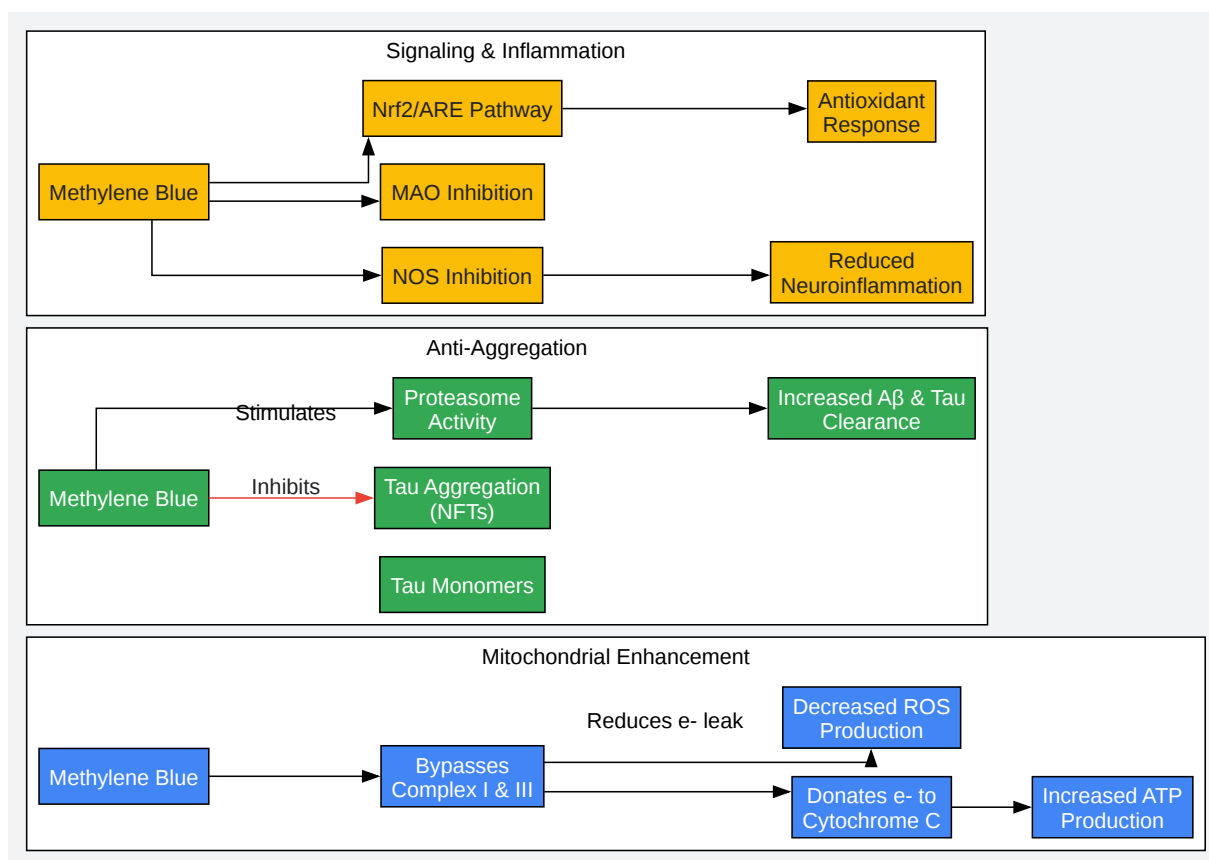 Signaling & Inflammation
Nrf2/ARE Pathway
Antioxidant
Response
Methylene Blue
MAO Inhibition
NOS Inhibition
Reduced
Neuroinflammation
Anti-Aggregation
Stimulates
Proteasome
Activity
Increased Aβ & Tau
Clearance
Methylene Blue
Inhibits
Tau Aggregation
(NFTs)
Tau Monomers
Mitochondrial Enhancement
Reduces e- leak
Decreased ROS
Production
Methylene Blue
Bypasses
Complex I & III
Donates e- to
Cytochrome C
Increased ATP
Production